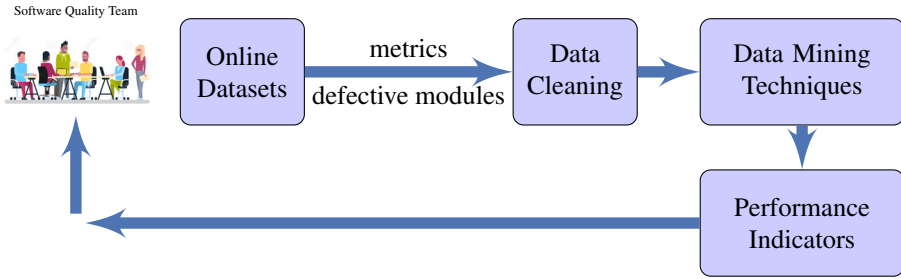 Software Quality Team
Online
Datasets
metrics
defective modules
Data
Cleaning
Data Mining
Techniques
Performance
Indicators